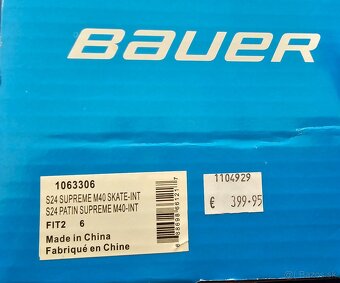 BAUER
1063306
S24 SUPREME M40 SKATE-INT
S24 PATIN SUPREME M40-INT
FIT2 6
Made in China
Fabriqué en Chine
1104929
€ 399.95